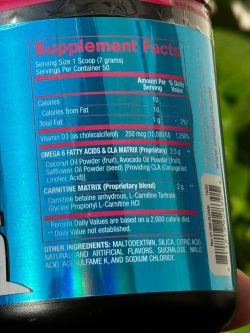 Supplement Facts
Serving Size 1 Scoop (7 grams)
Servings Per Container 50
Amount Per Serving % Daily Value
Calories 10
Calories from Fat 10
Total Fat 1g 2%
Vitamin D3 (as cholecalciferol) 250 mcg (10,000 IU) 1250%
OMEGA 6 FATTY ACIDS & CLA MATRIX (Proprietary) 2.5 g **
Coconut Oil Powder (fruit), Avocado Oil Powder (fruit),
Safflower Oil Powder (seed) (Providing CLA (Conjugated
Linoleic Acid)
CARNITINE MATRIX (Proprietary blend) 2 g **
Carnitine betaine anhydrous, L-Carnitine Tartrate,
Glycine Propionyl L-Carnitine HCl
Percent Daily Values are based on a 2,000 calorie diet.
** Daily Value not established.
OTHER INGREDIENTS: MALTODEXTRIN, SILICA, CITRIC ACID,
NATURAL AND ARTIFICIAL FLAVORS, SUCRALOSE, MALIC
ACID, ACESULFAME K, AND SODIUM CHLORIDE